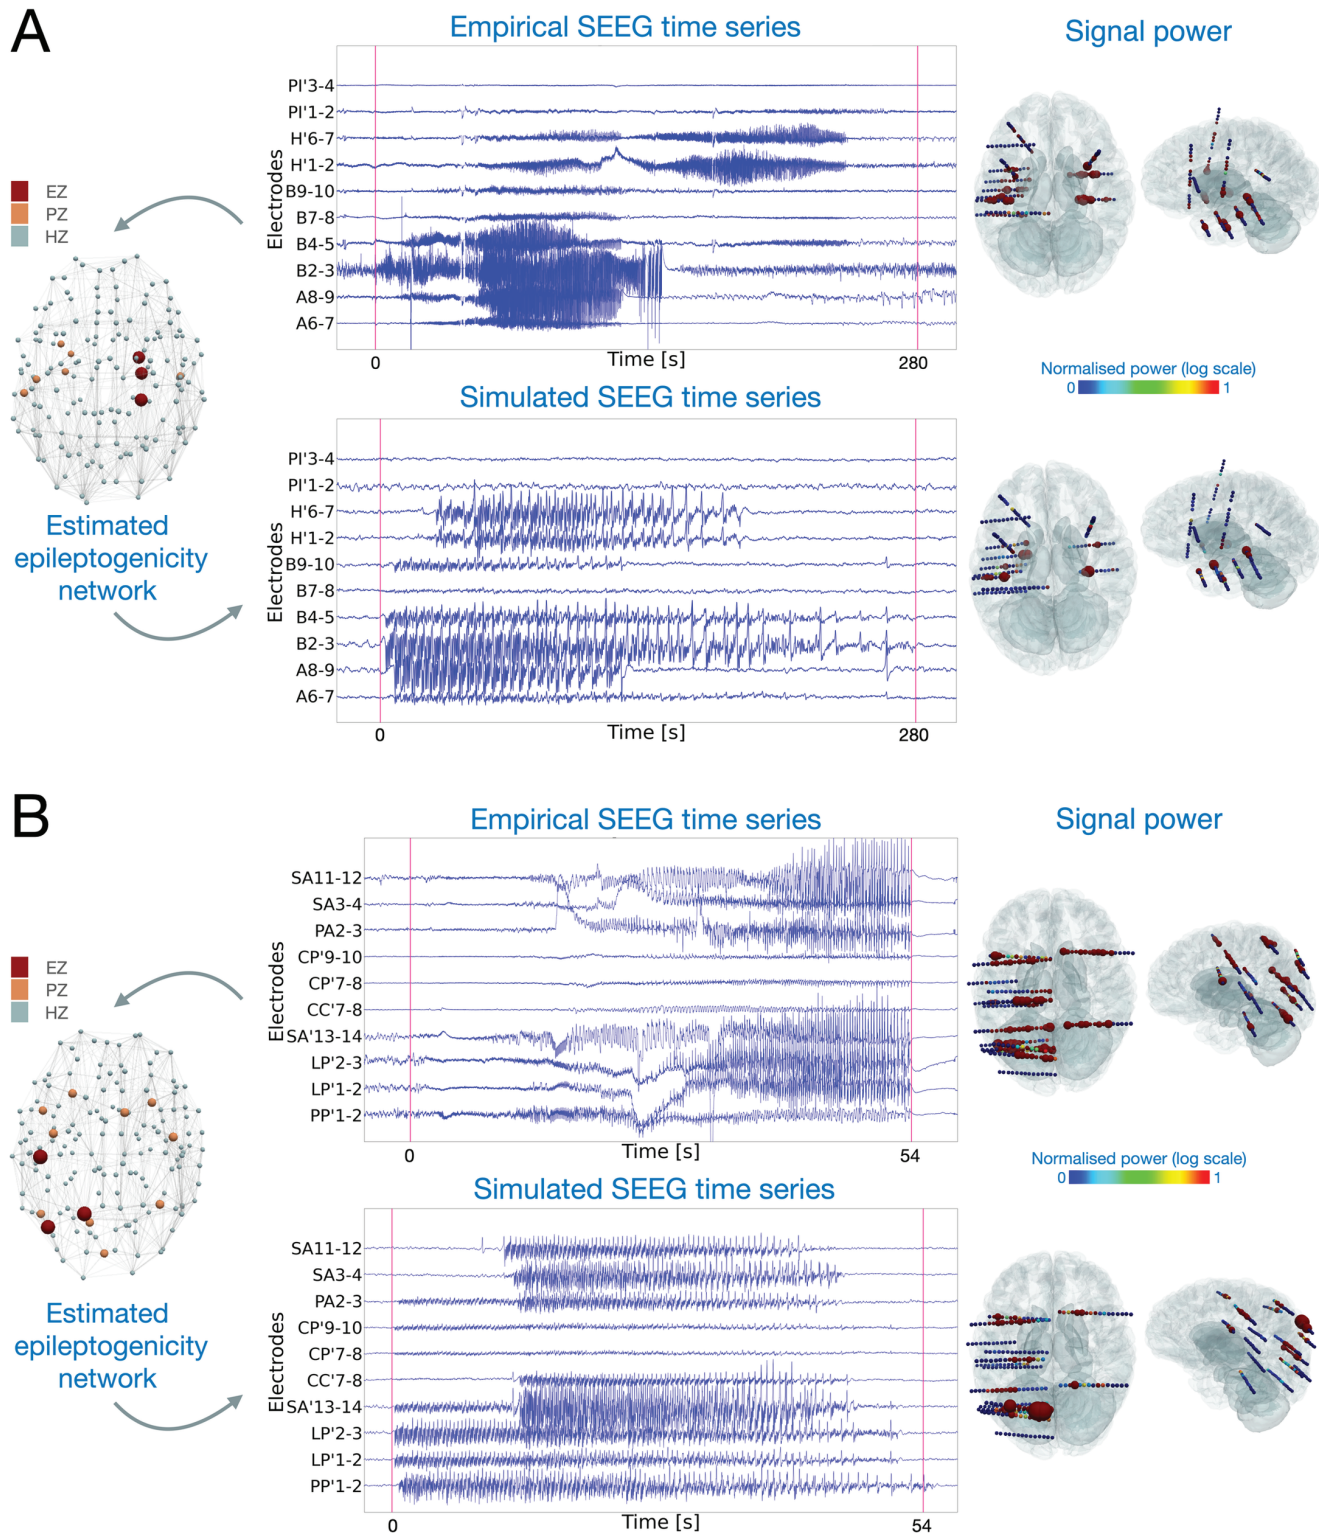 A
Empirical SEEG time series
Signal power
EZ
PZ
HZ
Electrodes
PI'3-4
PI'1-2
H'6-7
H'1-2
B9-10
B7-8
B4-5
B2-3
A8-9
A6-7
0
Time [s]
280
Normalised power (log scale)
0
1
Simulated SEEG time series
Electrodes
PI'3-4
PI'1-2
H'6-7
H'1-2
B9-10
B7-8
B4-5
B2-3
A8-9
A6-7
0
Time [s]
280
Estimated
epileptogenicity
network
B
Empirical SEEG time series
Signal power
EZ
PZ
HZ
Electrodes
SA11-12
SA3-4
PA2-3
CP'9-10
CP'7-8
CC'7-8
SA'13-14
LP'2-3
LP'1-2
PP'1-2
0
Time [s]
54
Normalised power (log scale)
0
1
Simulated SEEG time series
Electrodes
SA11-12
SA3-4
PA2-3
CP'9-10
CP'7-8
CC'7-8
SA'13-14
LP'2-3
LP'1-2
PP'1-2
0
Time [s]
54
Estimated
epileptogenicity
network